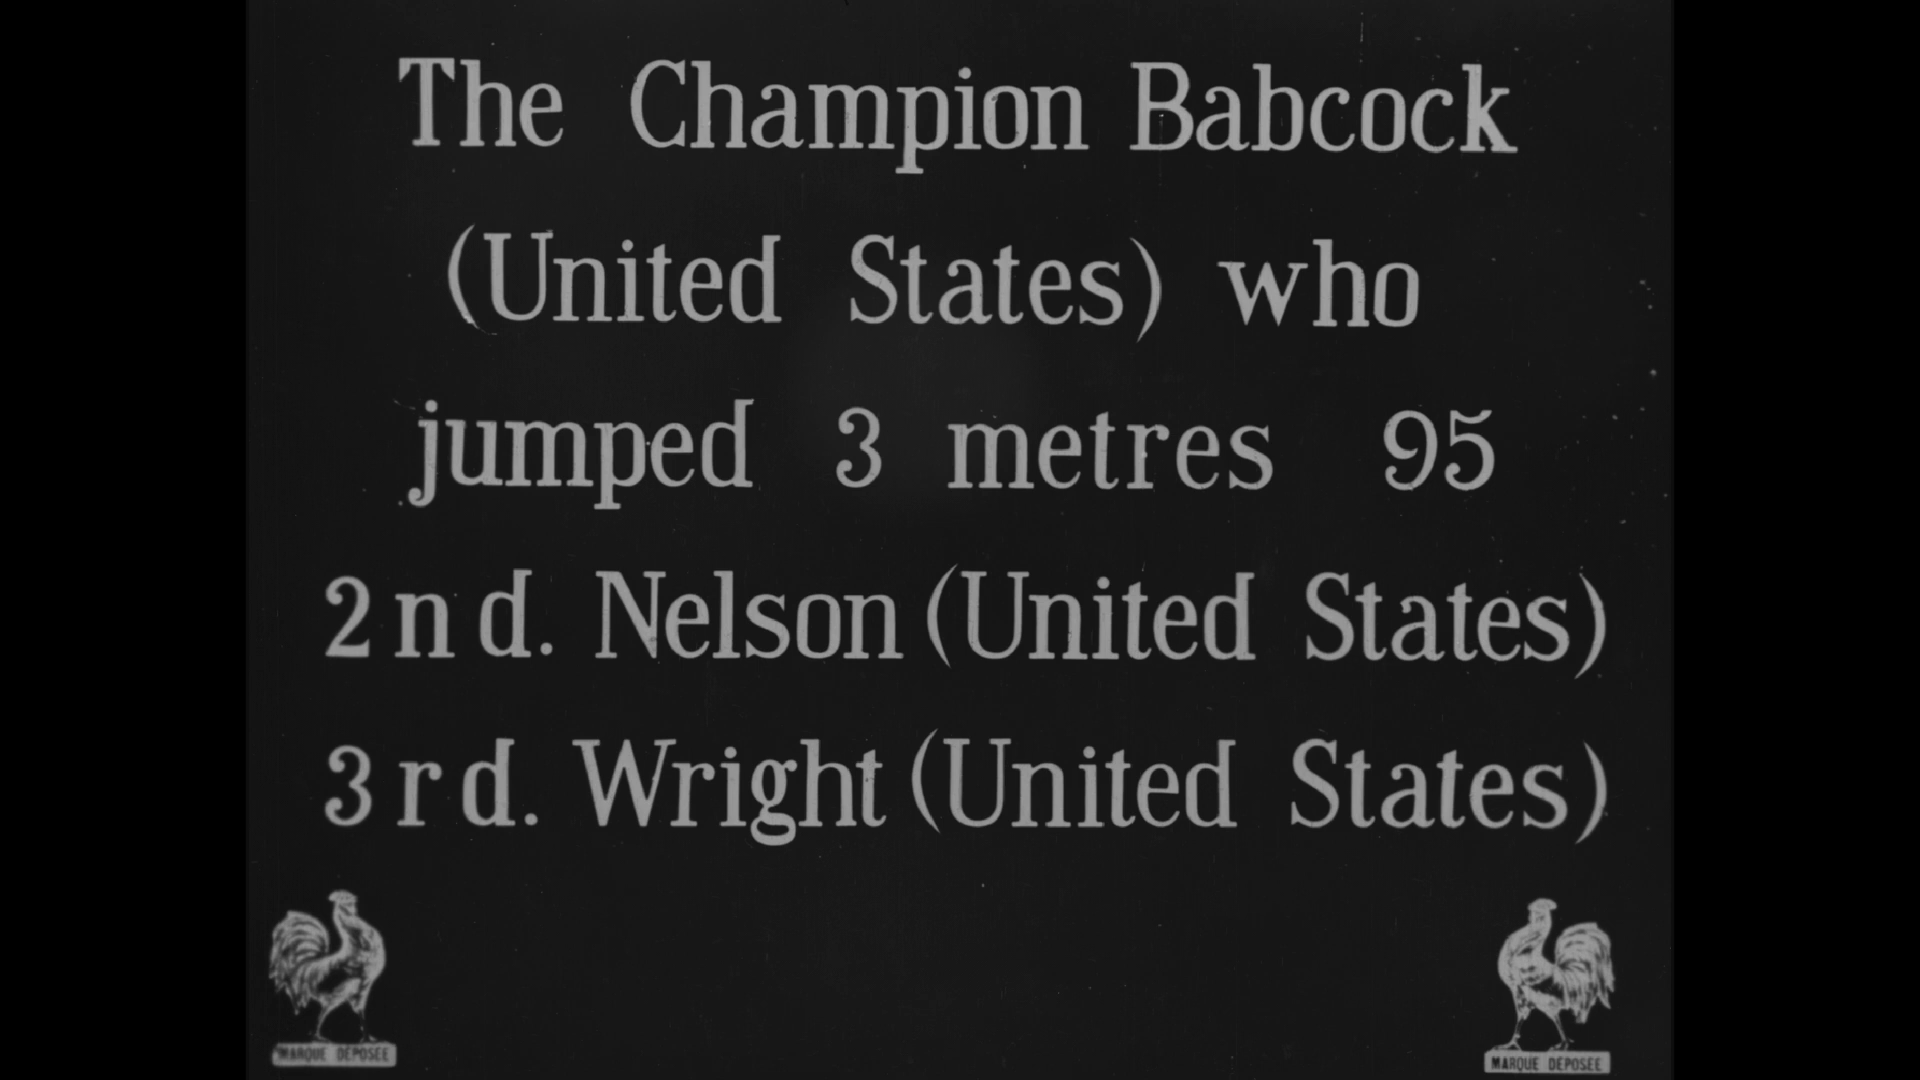 The Champion Babcock
(United States) who
jumped 3 metres 95
2nd. Nelson (United States)
3rd. Wright (United States)
MARQUE DÉPOSÉE
MARQUE DÉPOSÉE